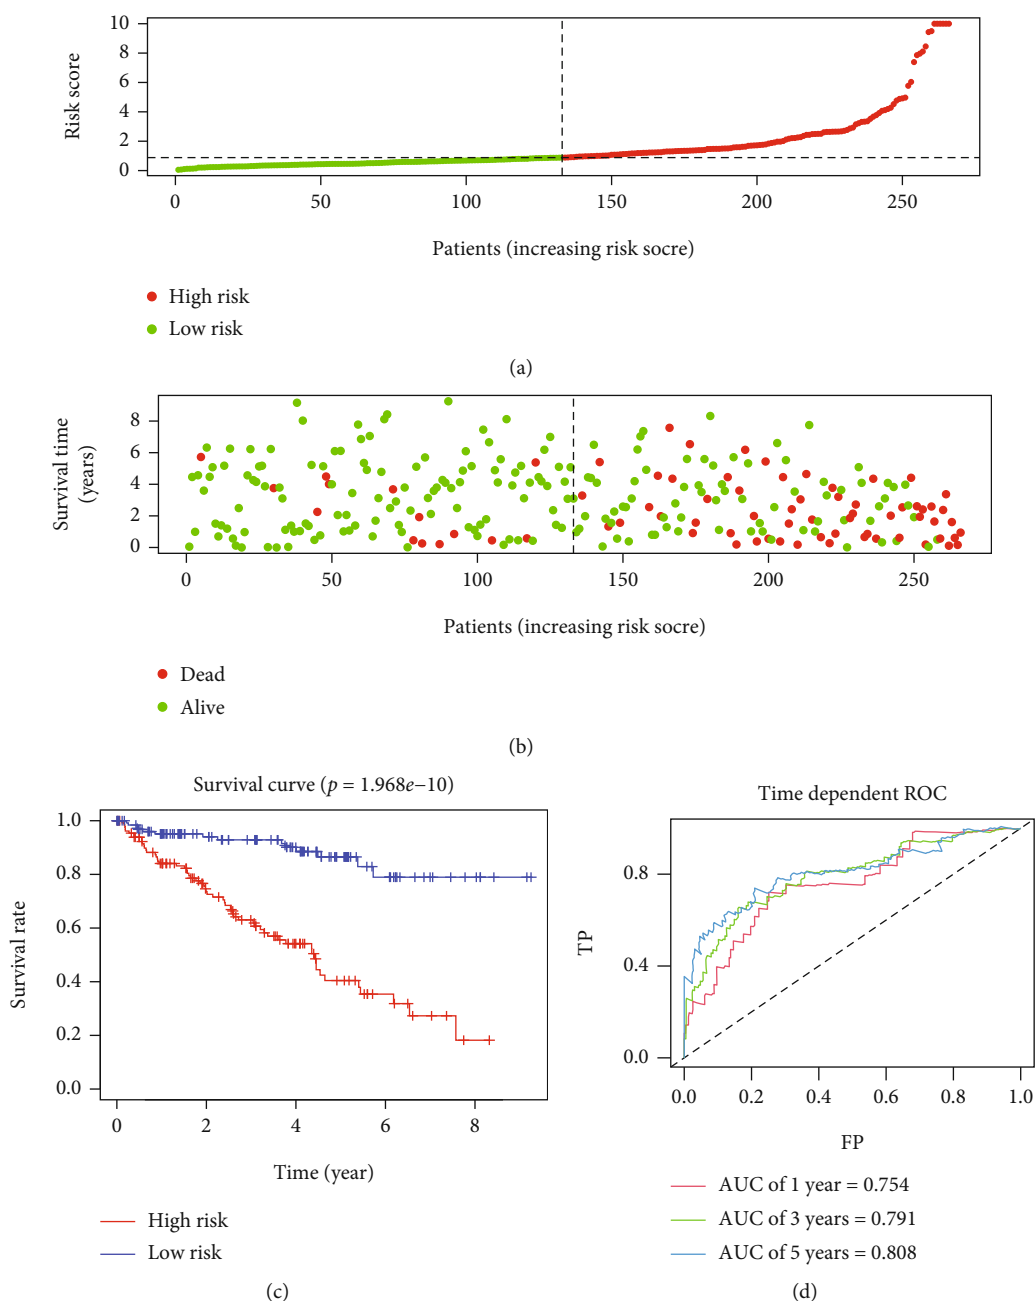 10
8
6
4
2
0
Risk score
0 50 100 150 200 250
Patients (increasing risk socre)
High risk
Low risk
(a)
8
6
4
2
0
Survival time
(years)
0 50 100 150 200 250
Patients (increasing risk socre)
Dead
Alive
(b)
Survival curve (p = 1.968e−10)
1.0
0.8
0.6
0.4
0.2
0.0
Survival rate
0 2 4 6 8
Time (year)
High risk
Low risk
(c)
Time dependent ROC
0.8
0.4
0.0
TP
0.0 0.2 0.4 0.6 0.8 1.0
FP
AUC of 1 year = 0.754
AUC of 3 years = 0.791
AUC of 5 years = 0.808
(d)